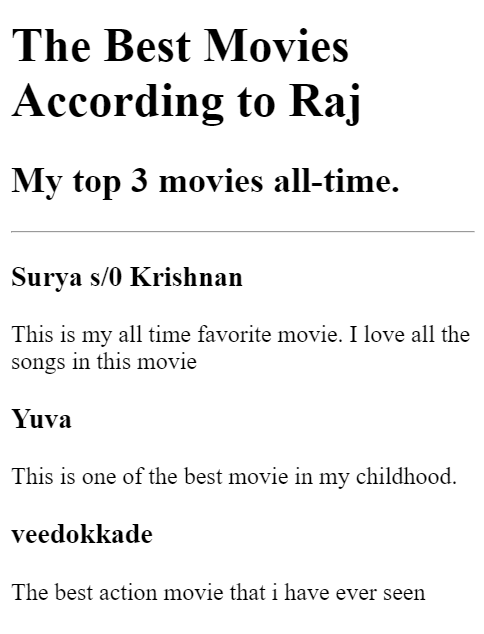 The Best Movies
According to Raj
My top 3 movies all-time.
Surya s/0 Krishnan
This is my all time favorite movie. I love all the
songs in this movie
Yuva
This is one of the best movie in my childhood.
veedokkade
The best action movie that i have ever seen